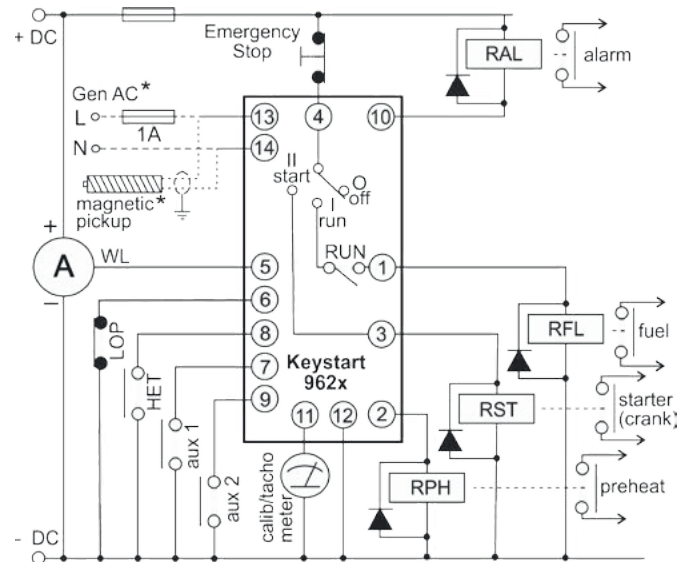 + DC
Emergency
Stop
RAL
alarm
Gen AC*
L
1A
N
magnetic*
pickup
13
14
4
10
II
start
O
off
I
run
RUN
+
A
WL
–
5
6
8
7
9
1
3
2
Keystart
962x
11
12
LOP
HET
aux 1
aux 2
calib/tacho
meter
RFL
fuel
RST
starter
(crank)
RPH
preheat
- DC